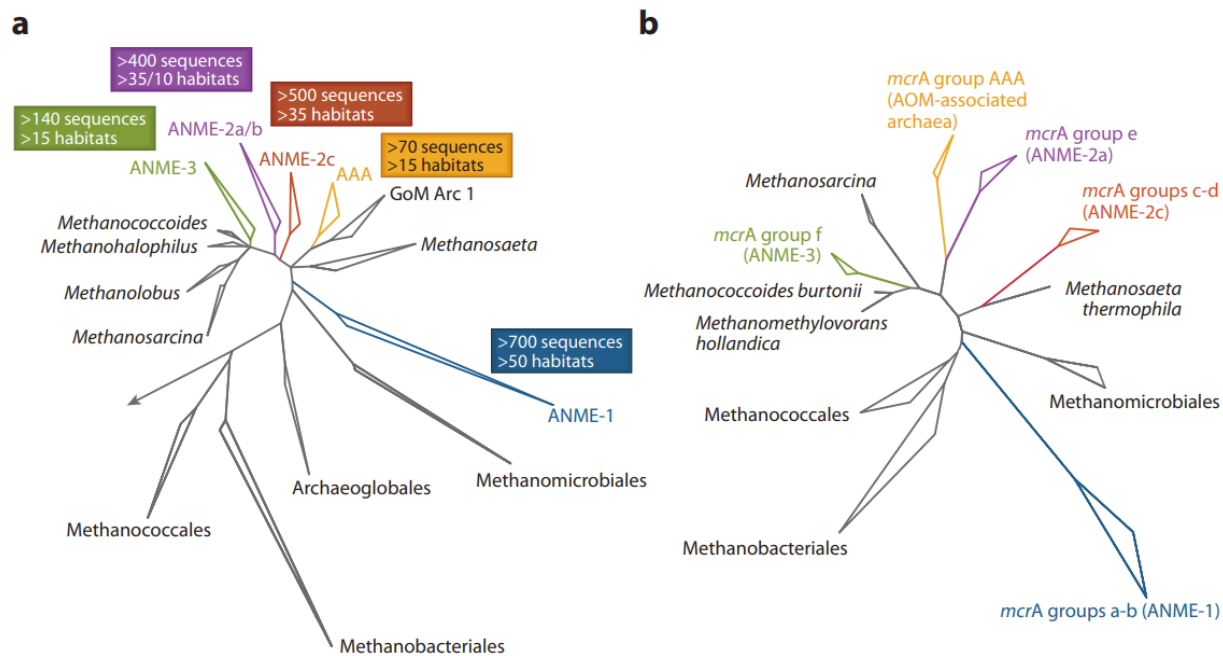 a
>400 sequences
>35/10 habitats
>500 sequences
>35 habitats
>140 sequences
>15 habitats
ANME-2a/b
>70 sequences
>15 habitats
ANME-3
ANME-2c
AAA
GoM Arc 1
Methanococcoides
Methanohalophilus
Methanosaeta
Methanolobus
Methanosarcina
>700 sequences
>50 habitats
ANME-1
Methanomicrobiales
Archaeoglobales
Methanococcales
Methanobacteriales
b
mcrA group AAA
(AOM-associated
archaea)
mcrA group e
(ANME-2a)
Methanosarcina
mcrA groups c-d
(ANME-2c)
mcrA group f
(ANME-3)
Methanococcoides burtonii
Methanosaeta
thermophila
Methanomethylovorans
hollandica
Methanomicrobiales
Methanococcales
Methanobacteriales
mcrA groups a-b (ANME-1)